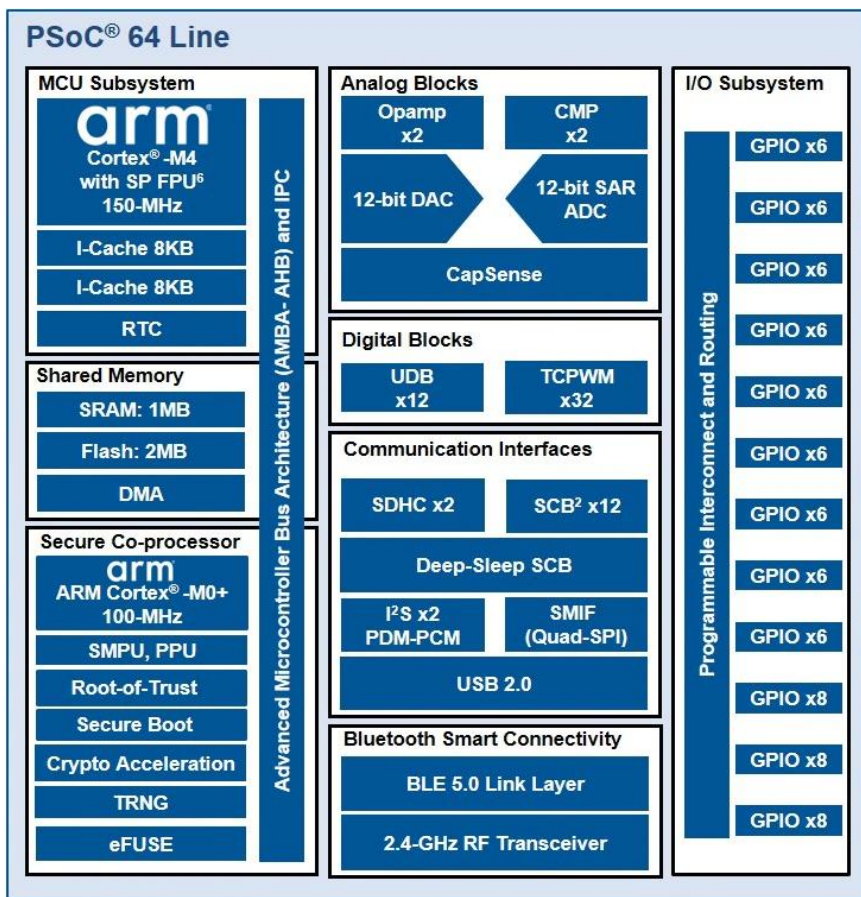 PSoC® 64 Line
MCU Subsystem
arm
Cortex®-M4
with SP FPU⁶
150-MHz
I-Cache 8KB
I-Cache 8KB
RTC
Shared Memory
SRAM: 1MB
Flash: 2MB
DMA
Secure Co-processor
arm
ARM Cortex®-M0+
100-MHz
SMPU, PPU
Root-of-Trust
Secure Boot
Crypto Acceleration
TRNG
eFUSE
Advanced Microcontroller Bus Architecture (AMBA- AHB) and IPC
Analog Blocks
Opamp
x2
CMP
x2
12-bit DAC
12-bit SAR
ADC
CapSense
Digital Blocks
UDB
x12
TCPWM
x32
Communication Interfaces
SDHC x2
SCB² x12
Deep-Sleep SCB
I²S x2
PDM-PCM
SMIF
(Quad-SPI)
USB 2.0
Bluetooth Smart Connectivity
BLE 5.0 Link Layer
2.4-GHz RF Transceiver
I/O Subsystem
Programmable Interconnect and Routing
GPIO x6
GPIO x6
GPIO x6
GPIO x6
GPIO x6
GPIO x6
GPIO x6
GPIO x6
GPIO x6
GPIO x8
GPIO x8
GPIO x8